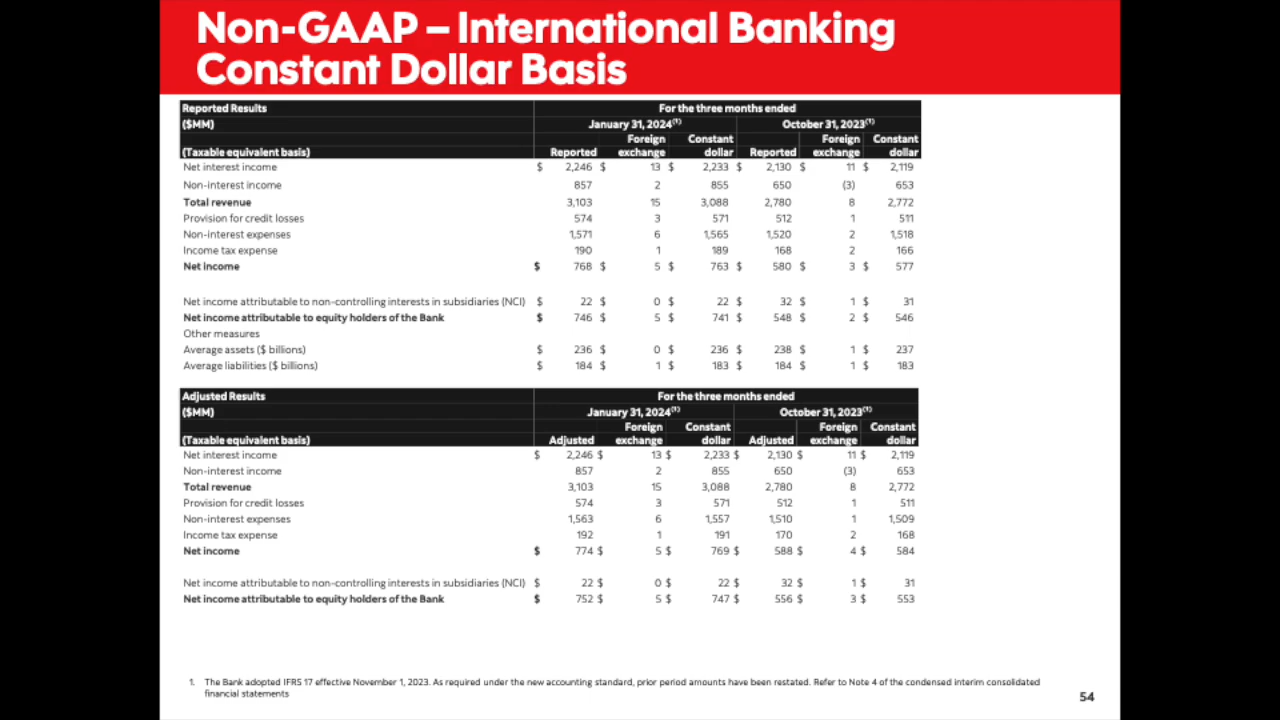 Non-GAAP – International Banking
Constant Dollar Basis
Reported Results For the three months ended
($MM) January 31, 2024(1) October 31, 2023(1)
Foreign Constant Foreign Constant
(Taxable equivalent basis) Reported exchange dollar Reported exchange dollar
Net interest income $ 2,246 $ 13 $ 2,233 $ 2,130 $ 11 $ 2,119
Non-interest income 857 2 855 650 (3) 653
Total revenue 3,103 15 3,088 2,780 8 2,772
Provision for credit losses 574 3 571 512 1 511
Non-interest expenses 1,571 6 1,565 1,520 2 1,518
Income tax expense 190 1 189 168 2 166
Net income $ 768 $ 5 $ 763 $ 580 $ 3 $ 577
Net income attributable to non-controlling interests in subsidiaries (NCI) $ 22 $ 0 $ 22 $ 32 $ 1 $ 31
Net income attributable to equity holders of the Bank $ 746 $ 5 $ 741 $ 548 $ 2 $ 546
Other measures
Average assets ($ billions) $ 236 $ 0 $ 236 $ 238 $ 1 $ 237
Average liabilities ($ billions) $ 184 $ 1 $ 183 $ 184 $ 1 $ 183
Adjusted Results For the three months ended
($MM) January 31, 2024(1) October 31, 2023(1)
Foreign Constant Foreign Constant
(Taxable equivalent basis) Adjusted exchange dollar Adjusted exchange dollar
Net interest income $ 2,246 $ 13 $ 2,233 $ 2,130 $ 11 $ 2,119
Non-interest income 857 2 855 650 (3) 653
Total revenue 3,103 15 3,088 2,780 8 2,772
Provision for credit losses 574 3 571 512 1 511
Non-interest expenses 1,563 6 1,557 1,510 1 1,509
Income tax expense 192 1 191 170 2 168
Net income $ 774 $ 5 $ 769 $ 588 $ 4 $ 584
Net income attributable to non-controlling interests in subsidiaries (NCI) $ 22 $ 0 $ 22 $ 32 $ 1 $ 31
Net income attributable to equity holders of the Bank $ 752 $ 5 $ 747 $ 556 $ 3 $ 553
1. The Bank adopted IFRS 17 effective November 1, 2023. As required under the new accounting standard, prior period amounts have been restated. Refer to Note 4 of the condensed interim consolidated
financial statements
54